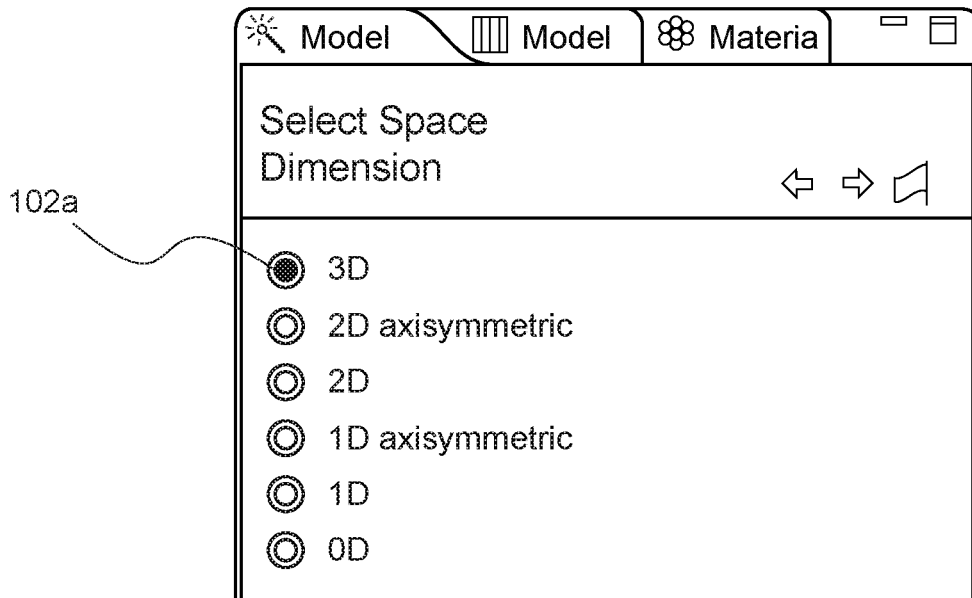 Model Model Materia
Select Space
Dimension
102a
3D
2D axisymmetric
2D
1D axisymmetric
1D
0D